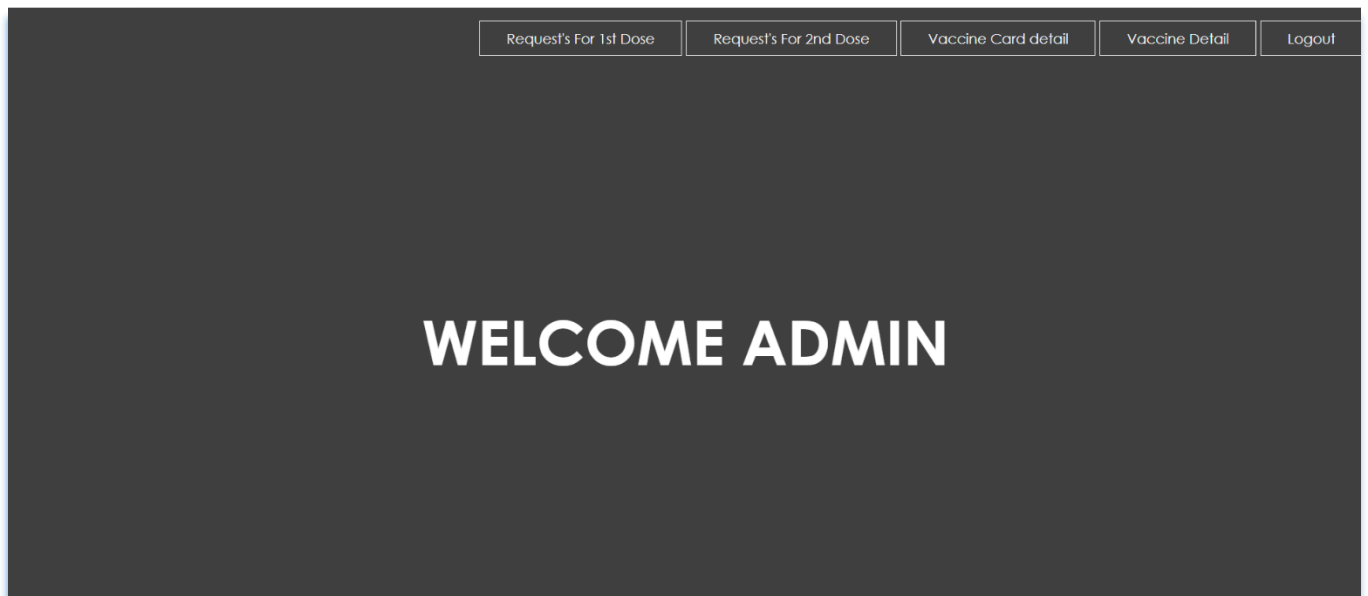 Request's For 1st Dose Request's For 2nd Dose Vaccine Card detail Vaccine Detail Logout
WELCOME ADMIN